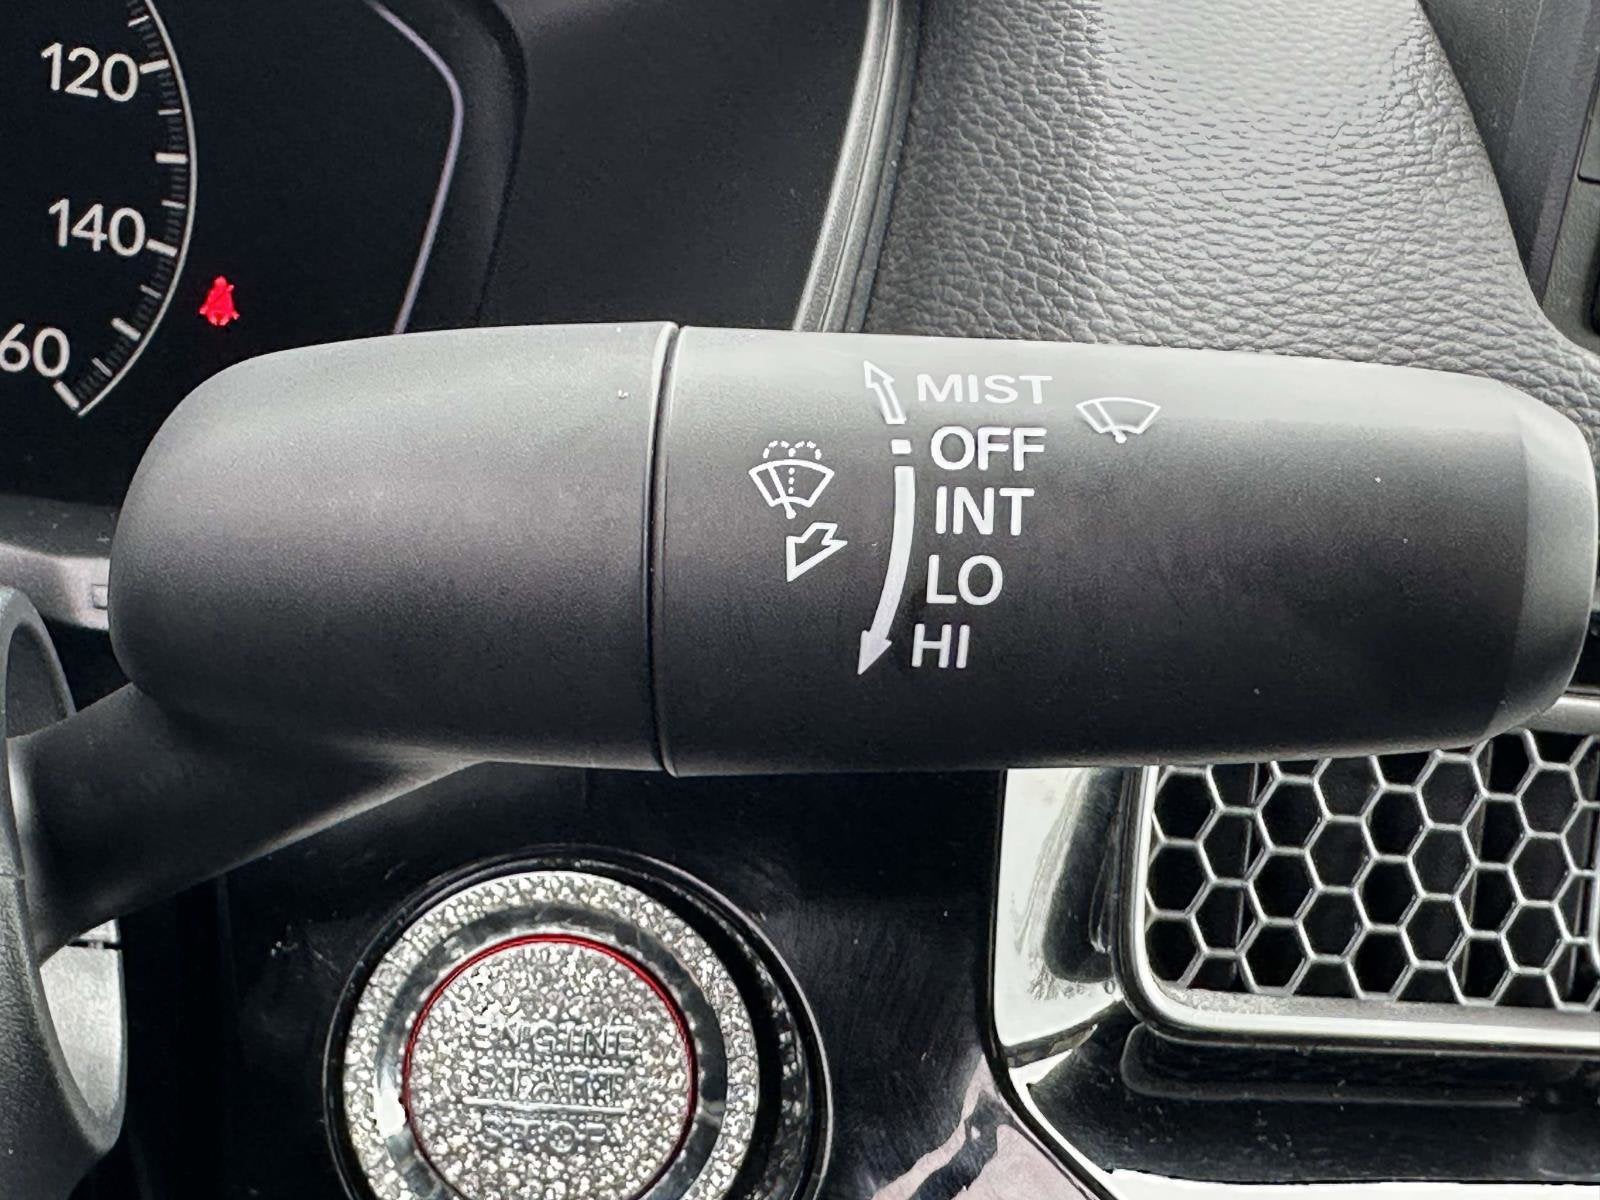 120
140
60
MIST
OFF
INT
LO
HI
ENGINE
START
STOP